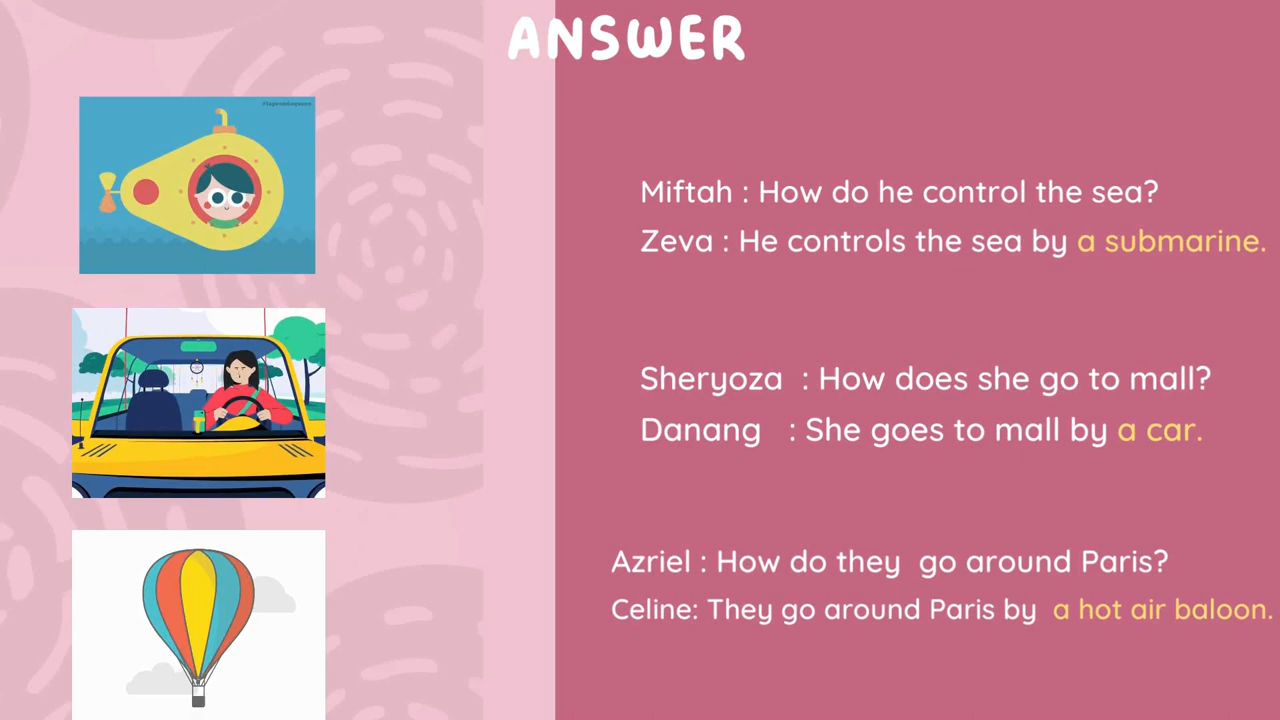 ANSWER
Miftah : How do he control the sea?
Zeva : He controls the sea by a submarine.
Sheryoza : How does she go to mall?
Danang : She goes to mall by a car.
Azriel : How do they go around Paris?
Celine: They go around Paris by a hot air baloon.